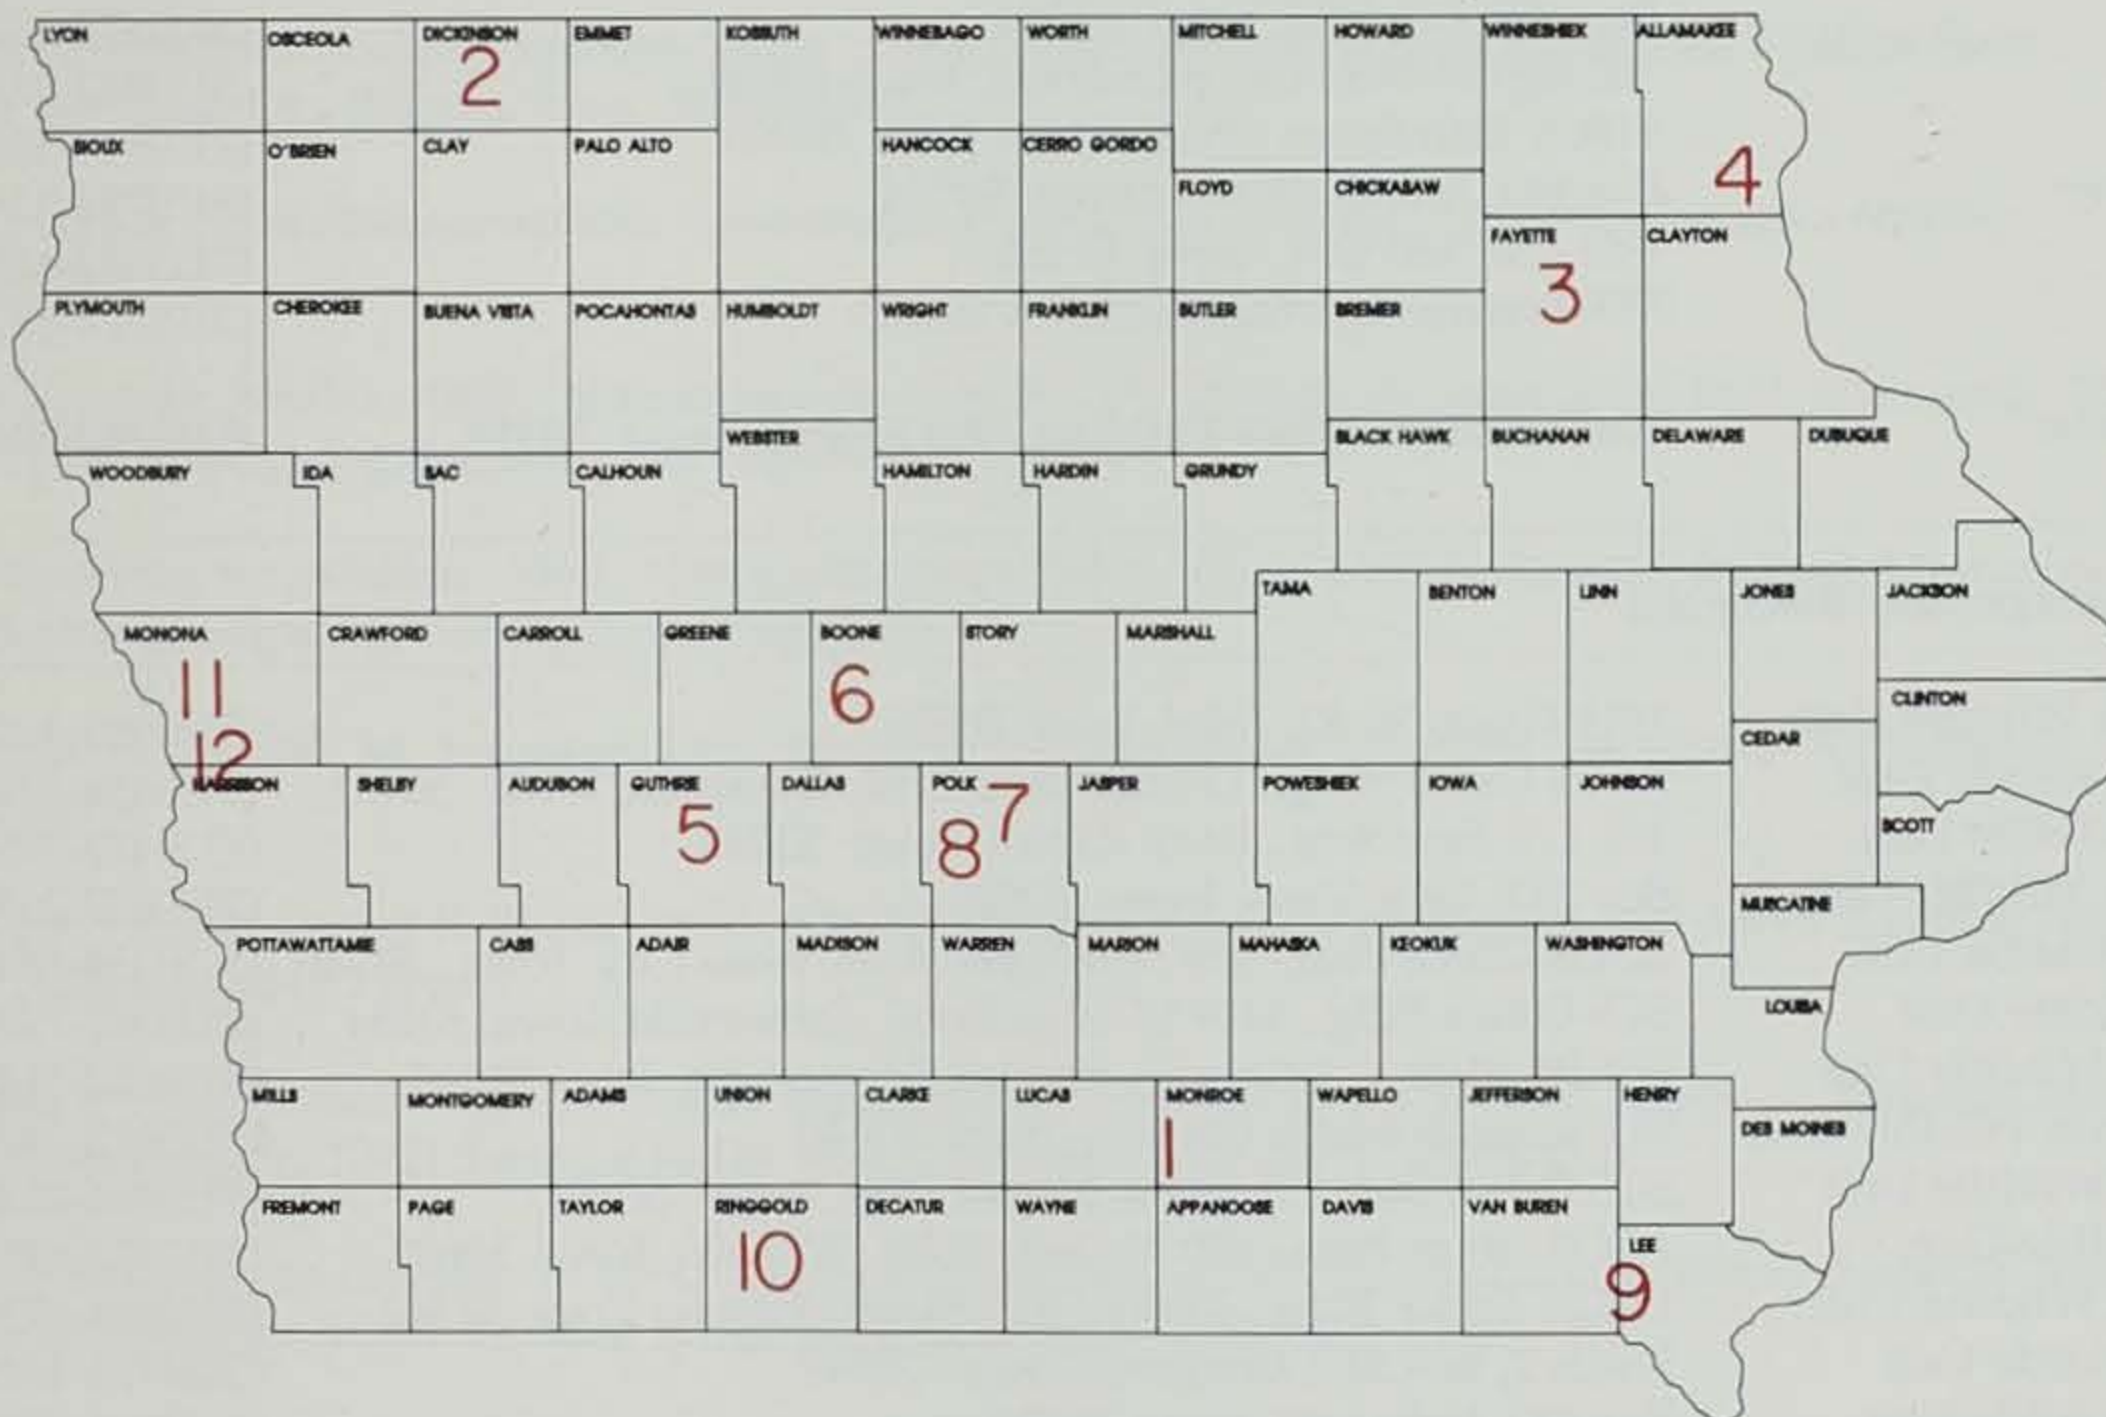 LYON OSCEOLA DICKINSON EMMET KOSSUTH WINNEBAGO WORTH MITCHELL HOWARD WINNESHIEK ALLAMAKEE
2
SIOUX O'BRIEN CLAY PALO ALTO HANCOCK CERRO GORDO
4
FLOYD CHICKASAW
FAYETTE CLAYTON
3
PLYMOUTH CHEROKEE BUENA VISTA POCAHONTAS HUMBOLDT WRIGHT FRANKLIN BUTLER BREMER
WEBSTER BLACK HAWK BUCHANAN DELAWARE DUBUQUE
WOODBURY IDA SAC CALHOUN HAMILTON HARDIN GRUNDY
TAMA BENTON LINN JONES JACKSON
MONONA CRAWFORD CARROLL GREENE BOONE STORY MARSHALL
11 6
CLINTON
12
CEDAR
HARRISON SHELBY AUDUBON GUTHRIE DALLAS POLK 7 JASPER POWESHIEK IOWA JOHNSON
5 8
SCOTT
MUSCATINE
POTTAWATTAMIE CASS ADAIR MADISON WARREN MARION MAHASKA KEOKUK WASHINGTON
LOUISA
MILLS MONTGOMERY ADAMS UNION CLARKE LUCAS MONROE WAPELLO JEFFERSON HENRY
DES MOINES
1
FREMONT PAGE TAYLOR RINGGOLD DECATUR WAYNE APPANOOSE DAVIS VAN BUREN
LEE
10 9